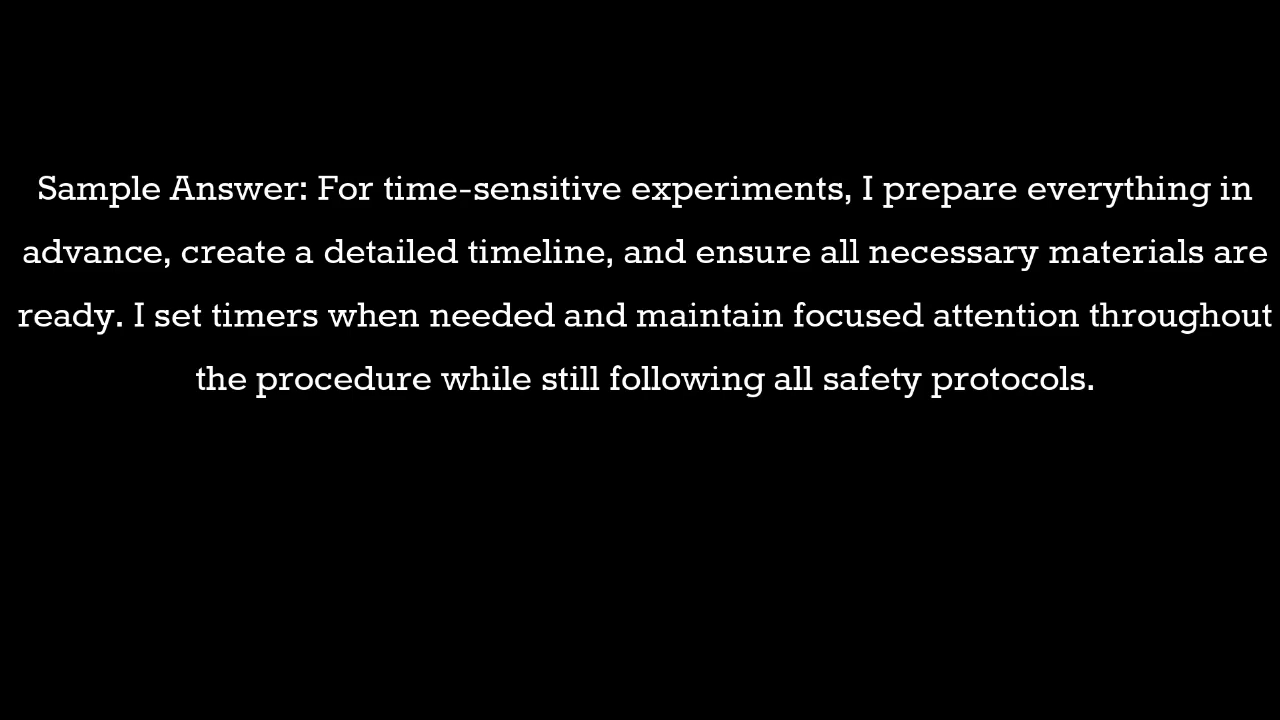 Sample Answer: For time-sensitive experiments, I prepare everything in
advance, create a detailed timeline, and ensure all necessary materials are
ready. I set timers when needed and maintain focused attention throughout
the procedure while still following all safety protocols.